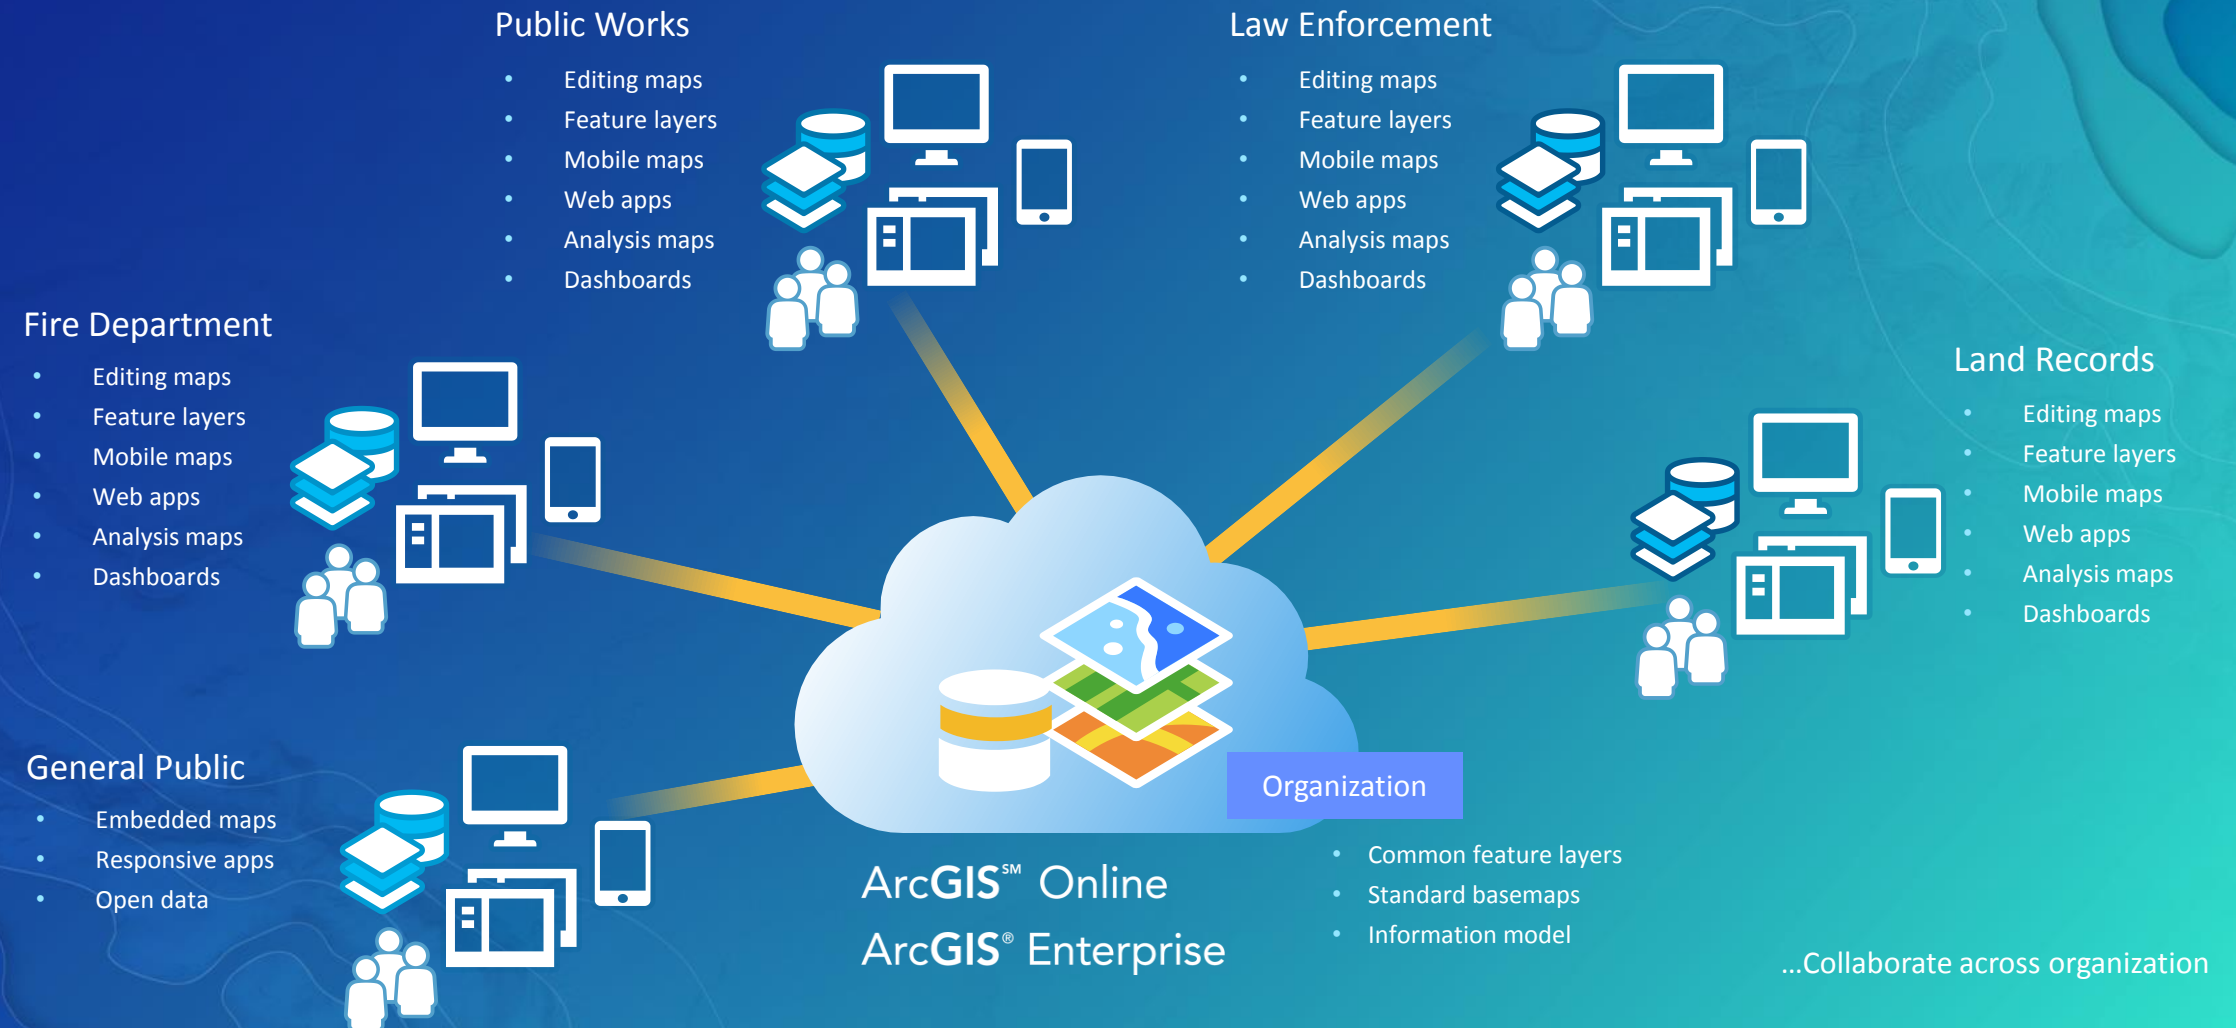 Public Works
• Editing maps
• Feature layers
• Mobile maps
• Web apps
• Analysis maps
• Dashboards
Law Enforcement
• Editing maps
• Feature layers
• Mobile maps
• Web apps
• Analysis maps
• Dashboards
Fire Department
• Editing maps
• Feature layers
• Mobile maps
• Web apps
• Analysis maps
• Dashboards
Land Records
• Editing maps
• Feature layers
• Mobile maps
• Web apps
• Analysis maps
• Dashboards
General Public
• Embedded maps
• Responsive apps
• Open data
Organization
• Common feature layers
• Standard basemaps
• Information model
ArcGIS℠ Online
ArcGIS® Enterprise
...Collaborate across organization